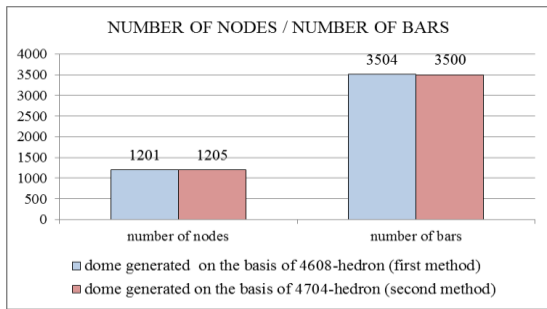 NUMBER OF NODES / NUMBER OF BARS
4000
3500
3000
2500
2000
1500
1000
500
0
1201
1205
3504
3500
number of nodes
number of bars
dome generated on the basis of 4608-hedron (first method)
dome generated on the basis of 4704-hedron (second method)